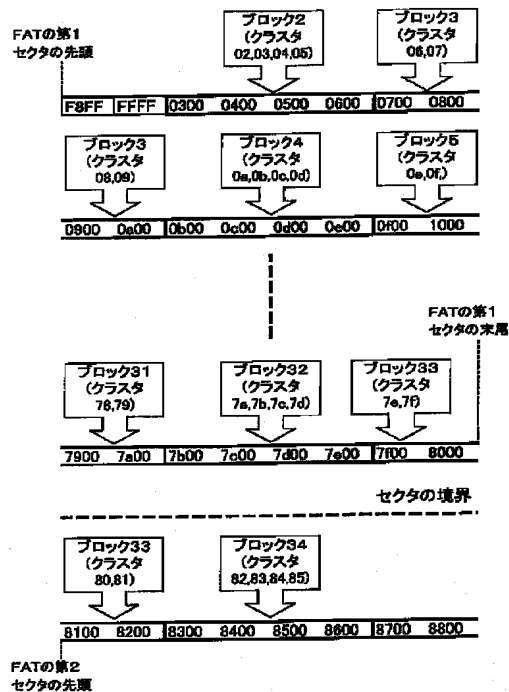 FATの第1
セクタの先頭
ブロック2
(クラスタ
02,03,04,05)
ブロック3
(クラスタ
06,07)
F8FF FFFF 0300 0400 0500 0600 0700 0800
ブロック3
(クラスタ
08,09)
ブロック4
(クラスタ
0a,0b,0c,0d)
ブロック5
(クラスタ
0e,0f,)
0900 0a00 0b00 0c00 0d00 0e00 0f00 1000
FATの第1
セクタの末尾
ブロック31
(クラスタ
78,79)
ブロック32
(クラスタ
7a,7b,7c,7d)
ブロック33
(クラスタ
7e,7f)
7900 7a00 7b00 7c00 7d00 7e00 7f00 8000
セクタの境界
ブロック33
(クラスタ
80,81)
ブロック34
(クラスタ
82,83,84,85)
8100 8200 8300 8400 8500 8600 8700 8800
FATの第2
セクタの先頭